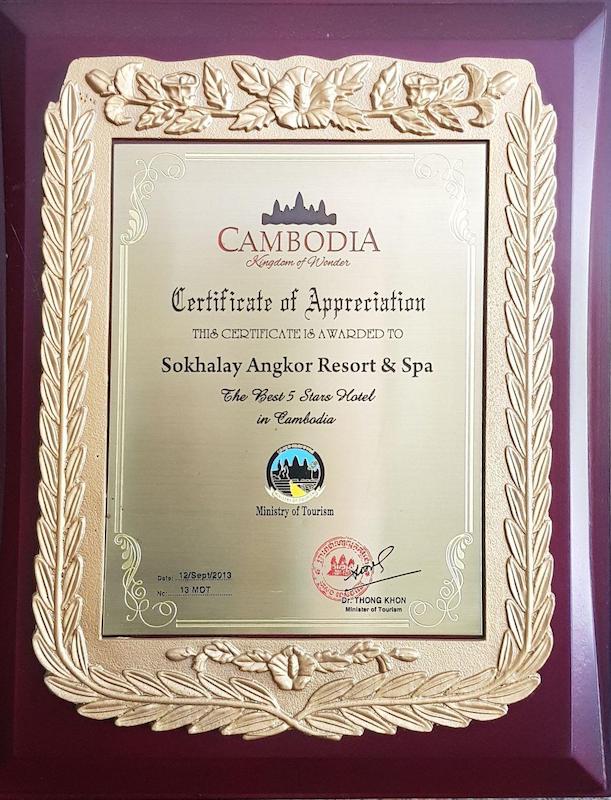 CAMBODIA
Kingdom of Wonder
Certificate of Appreciation
THIS CERTIFICATE IS AWARDED TO
Sokhalay Angkor Resort & Spa
The Best 5 Stars Hotel
in Cambodia
Ministry of Tourism
Date: 12/Sept/2013
No: 13 MOT
Dr. THONG KHON
Minister of Tourism